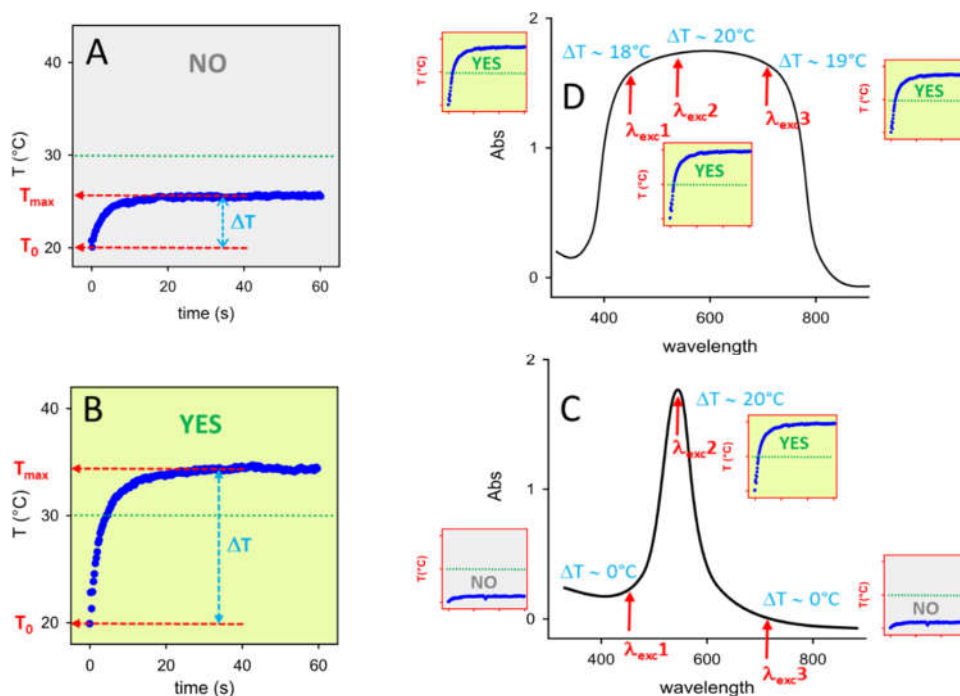 A
NO
40
30
20
T (°C)
Tmax
T0
ΔT
0
20
40
60
time (s)
T (°C)
YES
2
1
0
Abs
D
ΔT ~ 18°C
ΔT ~ 20°C
ΔT ~ 19°C
λexc1
λexc2
λexc3
T (°C)
YES
T (°C)
YES
400
600
800
wavelength
B
YES
40
30
20
T (°C)
Tmax
T0
ΔT
0
20
40
60
time (s)
2
1
0
Abs
C
ΔT ~ 20°C
λexc2
T (°C)
YES
T(°C)
NO
ΔT ~ 0°C
λexc1
ΔT ~ 0°C
λexc3
T(°C)
NO
400
600
800
wavelength